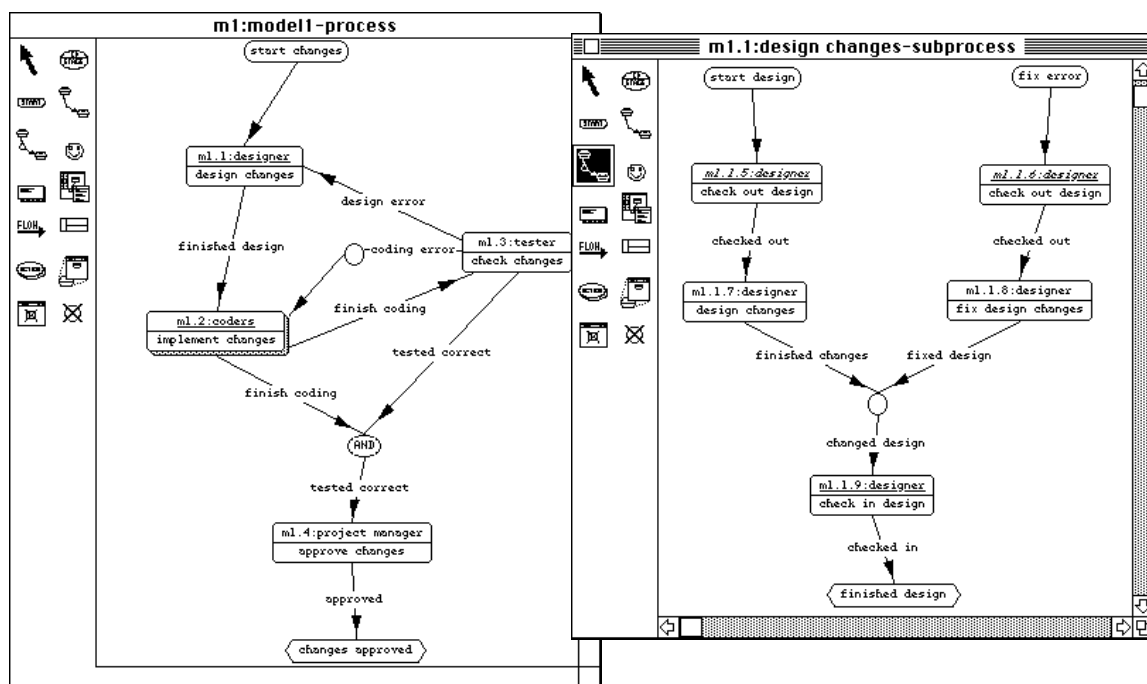 m1:model1-process
start changes
m1.1:designer
design changes
design error
finished design
coding error
m1.3:tester
check changes
finish coding
m1.2:coders
implement changes
tested correct
finish coding
AND
tested correct
m1.4:project manager
approve changes
approved
changes approved
START
FLOW
ACTION
m1.1:design changes-subprocess
start design
fix error
m1.1.5:designer
check out design
m1.1.6:designer
check out design
checked out
checked out
m1.1.7:designer
design changes
m1.1.8:designer
fix design changes
finished changes
fixed design
changed design
m1.1.9:designer
check in design
checked in
finished design
START
FLOW
ACTION